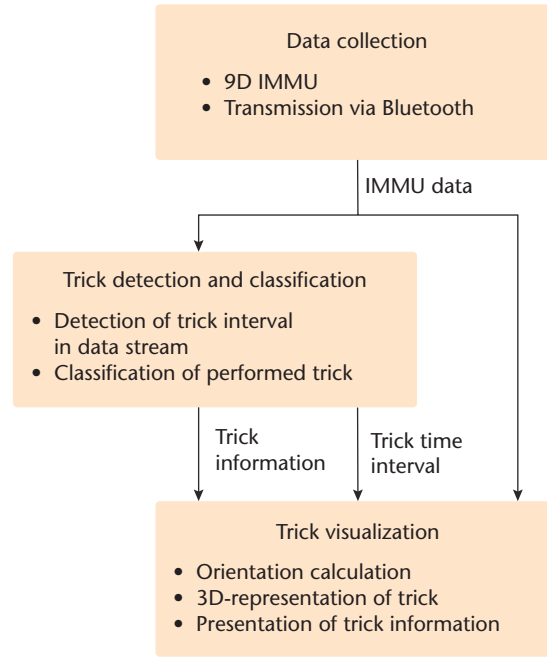 Data collection
• 9D IMMU
• Transmission via Bluetooth
IMMU data
Trick detection and classification
• Detection of trick interval
in data stream
• Classification of performed trick
Trick
information
Trick time
interval
Trick visualization
• Orientation calculation
• 3D-representation of trick
• Presentation of trick information